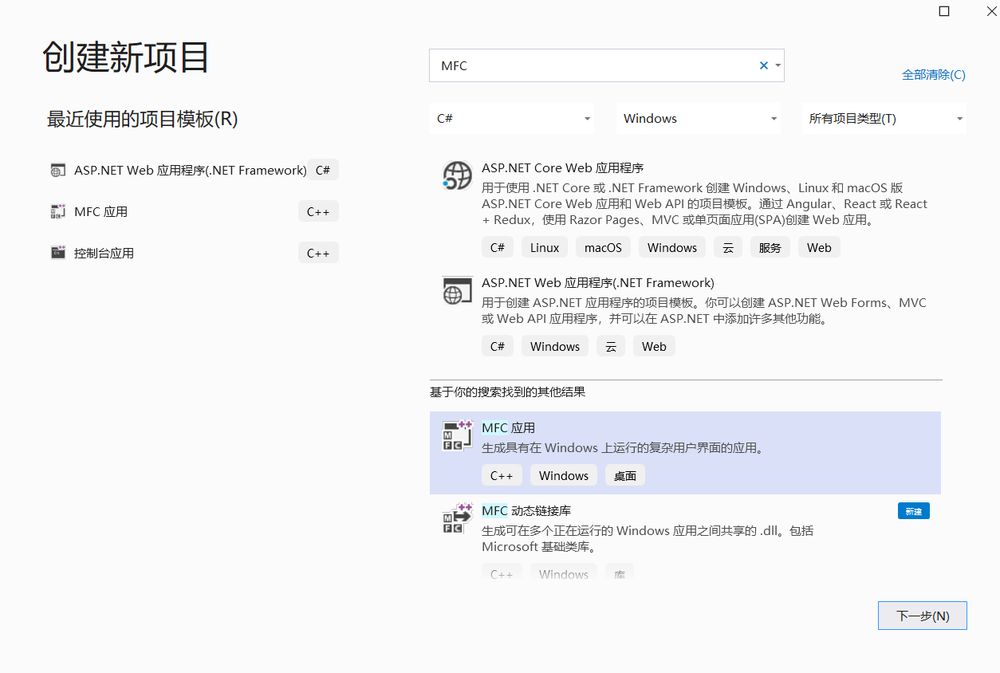 创建新项目
最近使用的项目模板(R)
ASP.NET Web 应用程序(.NET Framework) C#
MFC 应用 C++
控制台应用 C++
MFC
全部清除(C)
C# Windows 所有项目类型(T)
ASP.NET Core Web 应用程序
用于使用 .NET Core 或 .NET Framework 创建 Windows、Linux 和 macOS 版
ASP.NET Core Web 应用和 Web API 的项目模板。通过 Angular、React 或 React
+ Redux，使用 Razor Pages、MVC 或单页面应用(SPA)创建 Web 应用。
C# Linux macOS Windows 云 服务 Web
ASP.NET Web 应用程序(.NET Framework)
用于创建 ASP.NET 应用程序的项目模板。你可以创建 ASP.NET Web Forms、MVC
或 Web API 应用程序，并可以在 ASP.NET 中添加许多其他功能。
C# Windows 云 Web
基于你的搜索找到的其他结果
MFC 应用
生成具有在 Windows 上运行的复杂用户界面的应用。
C++ Windows 桌面
MFC 动态链接库 新建
生成可在多个正在运行的 Windows 应用之间共享的 .dll。包括
Microsoft 基础类库。
C++ Windows 库
下一步(N)